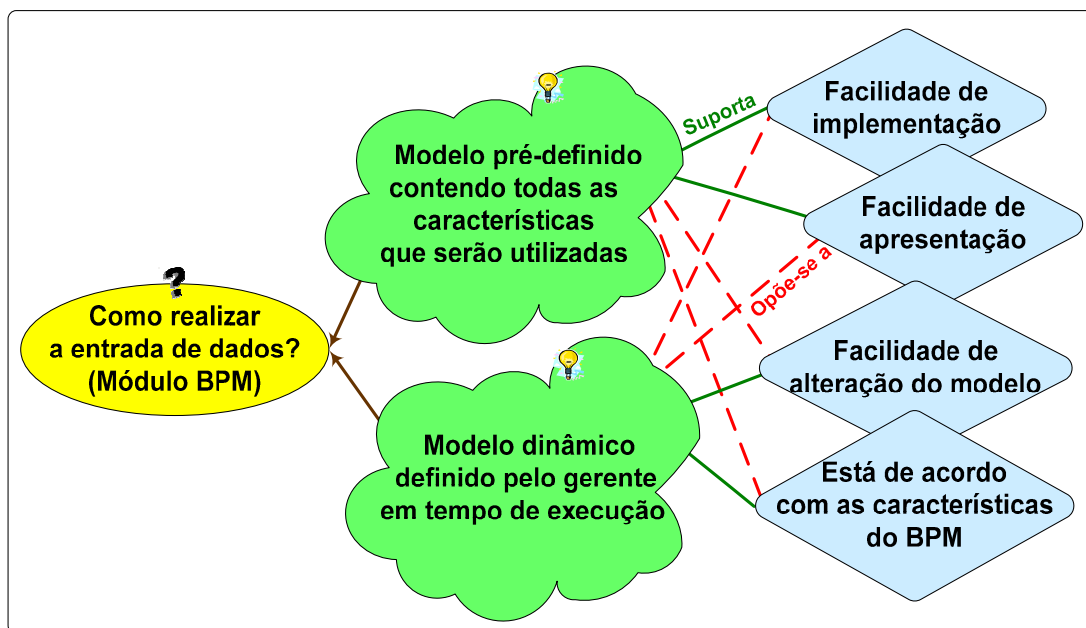 ?
Como realizar
a entrada de dados?
(Módulo BPM)
Modelo pré-definido
contendo todas as
características
que serão utilizadas
Modelo dinâmico
definido pelo gerente
em tempo de execução
Suporta
Opõe-se a
Facilidade de
implementação
Facilidade de
apresentação
Facilidade de
alteração do modelo
Está de acordo
com as características
do BPM